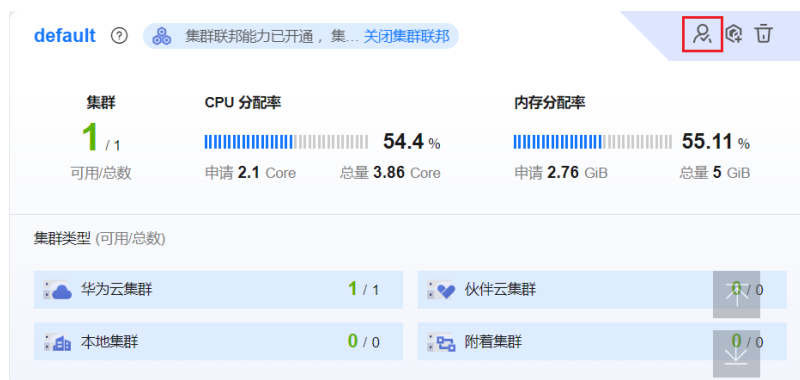 default ? 集群联邦能力已开通，集... 关闭集群联邦
集群 CPU 分配率 内存分配率
1 / 1 54.4 % 55.11 %
可用/总数 申请 2.1 Core 总量 3.86 Core 申请 2.76 GiB 总量 5 GiB
集群类型 (可用/总数)
华为云集群 1 / 1 伙伴云集群 0 / 0
本地集群 0 / 0 附着集群 0 / 0